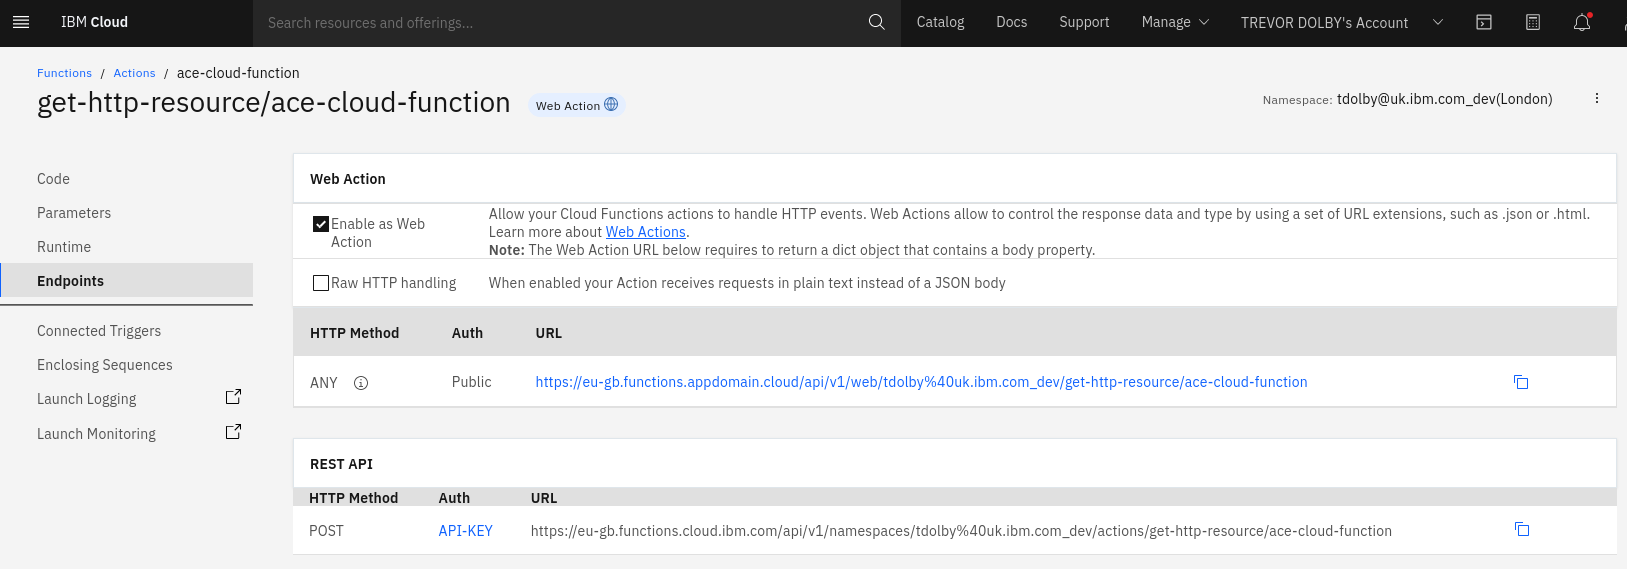 IBM Cloud
Search resources and offerings...
Catalog
Docs
Support
Manage
TREVOR DOLBY's Account
Functions / Actions / ace-cloud-function
get-http-resource/ace-cloud-function
Web Action
Namespace: tdolby@uk.ibm.com_dev(London)
Code
Parameters
Runtime
Endpoints
Connected Triggers
Enclosing Sequences
Launch Logging
Launch Monitoring
Web Action
Enable as Web
Action
Allow your Cloud Functions actions to handle HTTP events. Web Actions allow to control the response data and type by using a set of URL extensions, such as .json or .html.
Learn more about Web Actions.
Note: The Web Action URL below requires to return a dict object that contains a body property.
Raw HTTP handling
When enabled your Action receives requests in plain text instead of a JSON body
HTTP Method Auth URL
ANY Public https://eu-gb.functions.appdomain.cloud/api/v1/web/tdolby%40uk.ibm.com_dev/get-http-resource/ace-cloud-function
REST API
HTTP Method Auth URL
POST API-KEY https://eu-gb.functions.cloud.ibm.com/api/v1/namespaces/tdolby%40uk.ibm.com_dev/actions/get-http-resource/ace-cloud-function